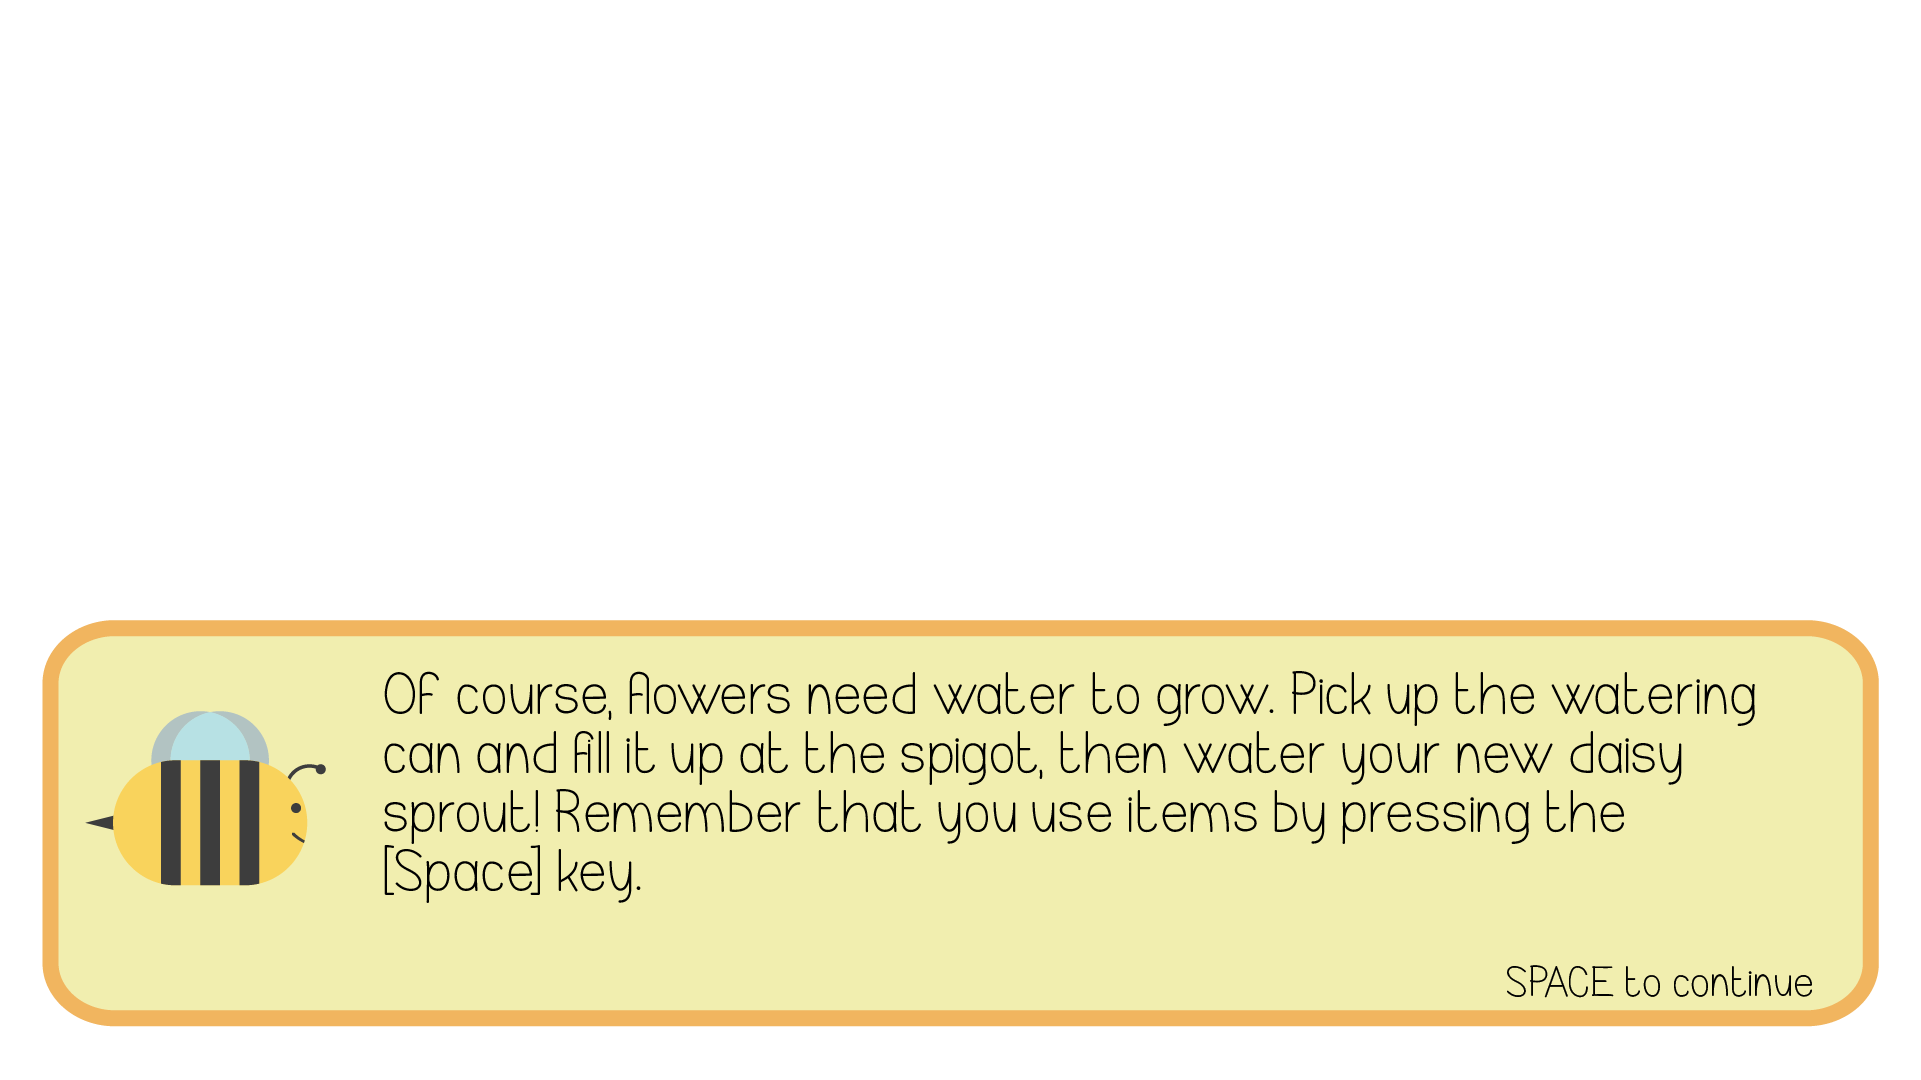 Of course, flowers need water to grow. Pick up the watering
can and fill it up at the spigot, then water your new daisy
sprout! Remember that you use items by pressing the
[Space] key.
SPACE to continue